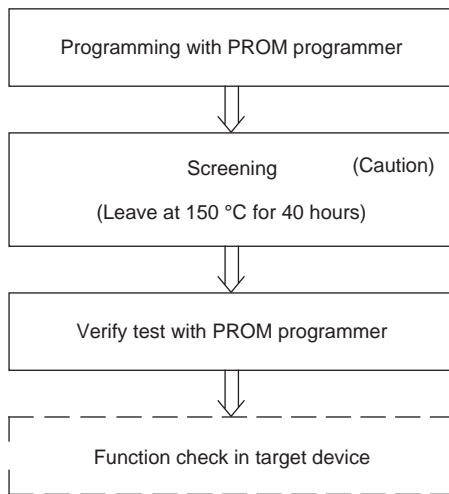 Programming with PROM programmer
Screening (Caution)
(Leave at 150 °C for 40 hours)
Verify test with PROM programmer
Function check in target device